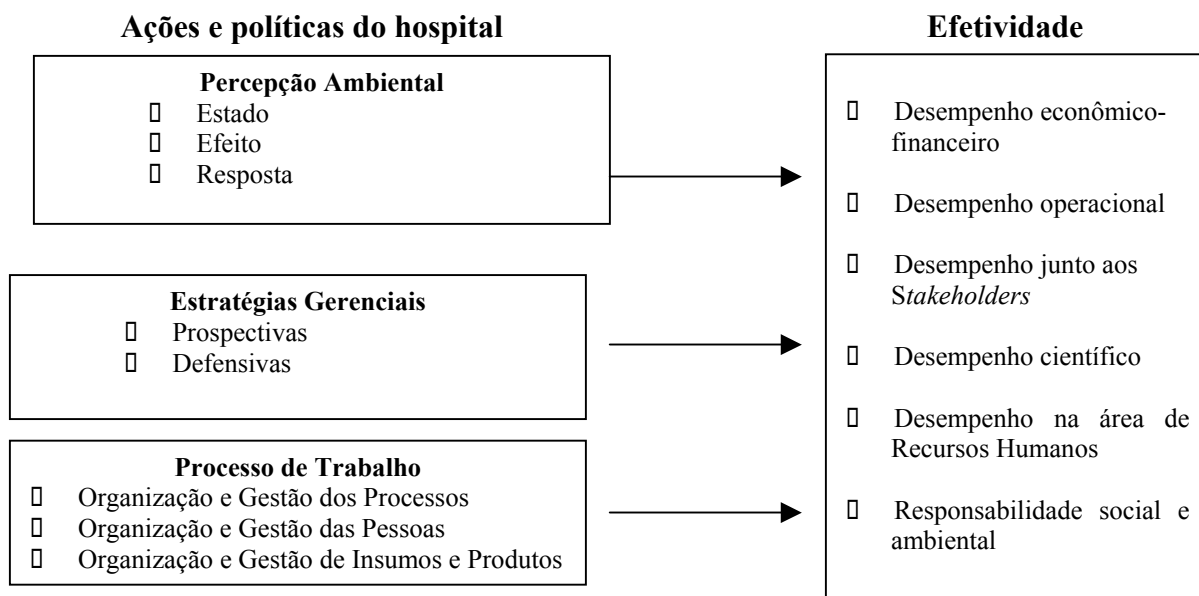 Ações e políticas do hospital
Percepção Ambiental
Estado
Efeito
Resposta
Estratégias Gerenciais
Prospectivas
Defensivas
Processo de Trabalho
Organização e Gestão dos Processos
Organização e Gestão das Pessoas
Organização e Gestão de Insumos e Produtos
Efetividade
Desempenho econômico-
financeiro
Desempenho operacional
Desempenho junto aos
Stakeholders
Desempenho científico
Desempenho na área de
Recursos Humanos
Responsabilidade social e
ambiental